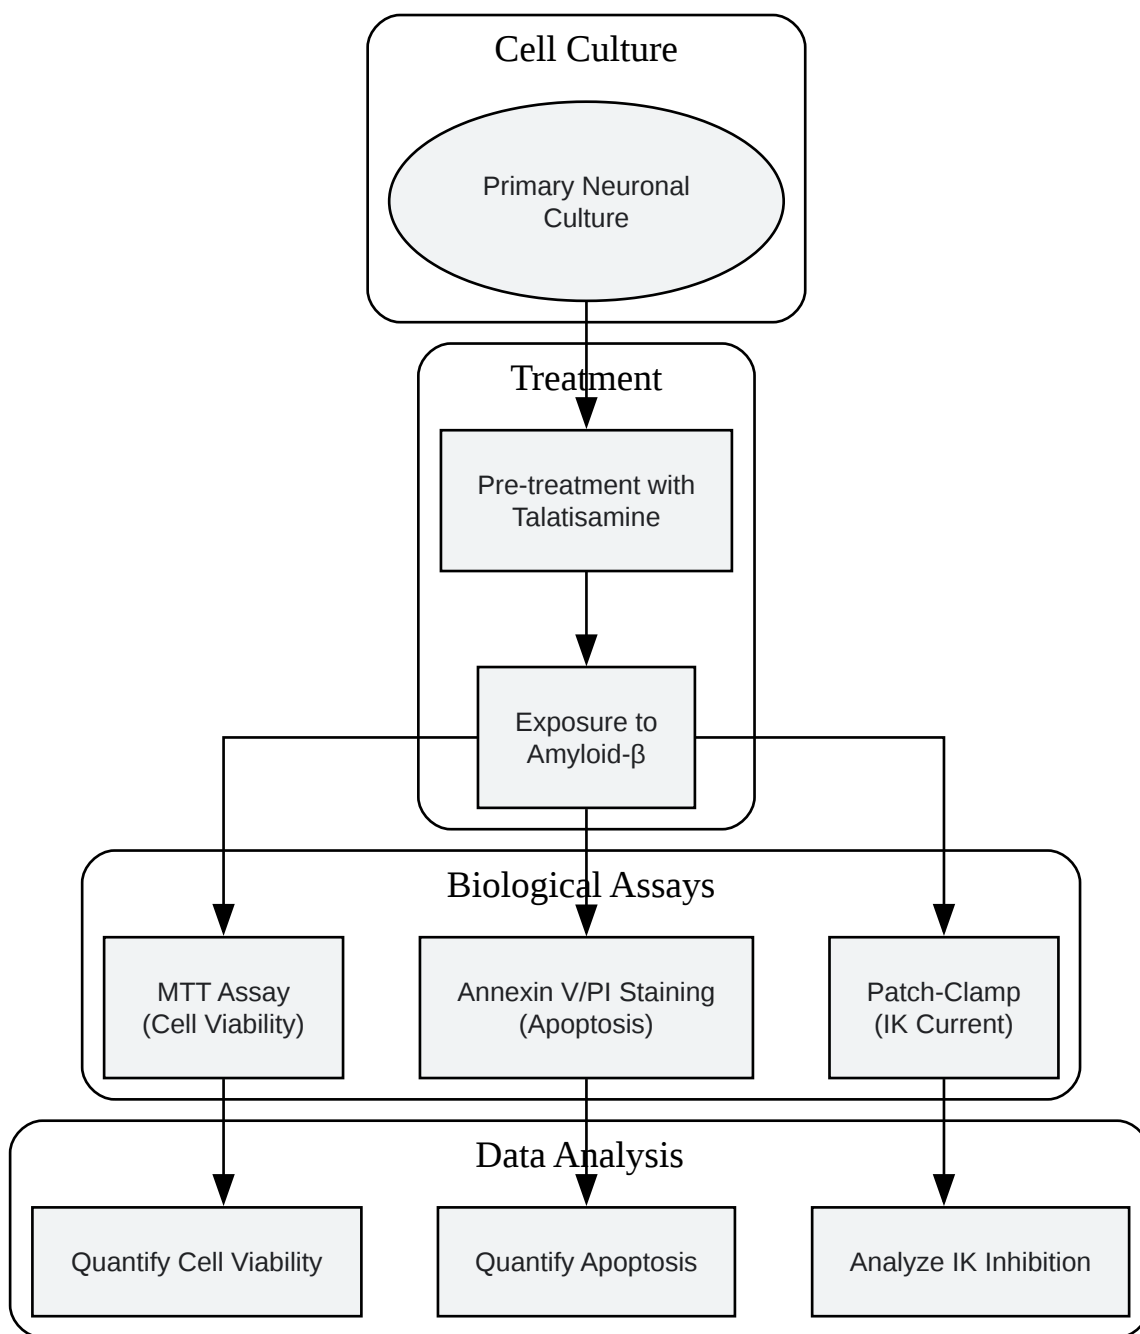 Cell Culture
Primary Neuronal
Culture
Treatment
Pre-treatment with
Talatisamine
Exposure to
Amyloid-β
Biological Assays
MTT Assay
(Cell Viability)
Annexin V/PI Staining
(Apoptosis)
Patch-Clamp
(IK Current)
Data Analysis
Quantify Cell Viability
Quantify Apoptosis
Analyze IK Inhibition